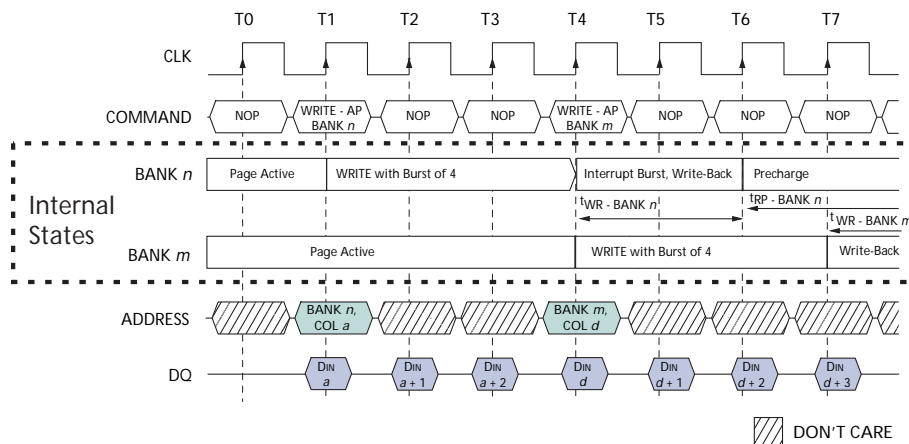 T0 T1 T2 T3 T4 T5 T6 T7
CLK
COMMAND NOP WRITE - AP BANK n NOP NOP WRITE - AP BANK m NOP NOP NOP
BANK n Page Active WRITE with Burst of 4 Interrupt Burst, Write-Back Precharge
Internal States
tWR - BANK n tRP - BANK n
tWR - BANK m
BANK m Page Active WRITE with Burst of 4 Write-Back
ADDRESS BANK n, COL a BANK m, COL d
DQ DIN a DIN a + 1 DIN a + 2 DIN d DIN d + 1 DIN d + 2 DIN d + 3
DON'T CARE